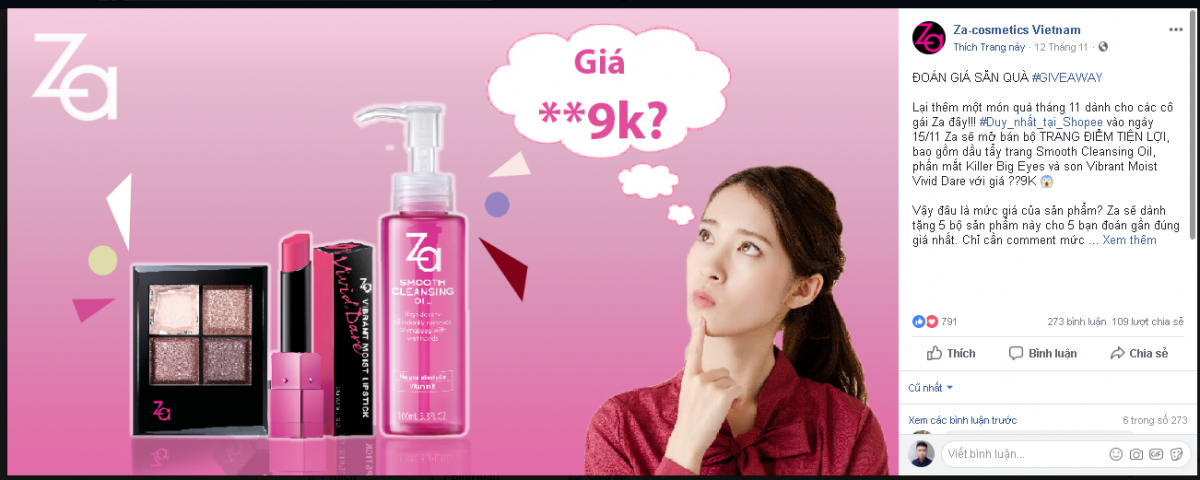 Za
Giá
**9k?
Za
Vivid Dare
Za VIBRANT MOIST LIPSTICK
Za
SMOOTH
CLEANSING
OIL
Vitamin E
Za-cosmetics Vietnam
Thích Trang này · 12 Tháng 11 ·
ĐOÁN GIÁ SẴN QUÀ #GIVEAWAY
Lại thêm một món quà tháng 11 dành cho các cô
gái Za đây!!! #Duy_nhất_tại_Shopee vào ngày
15/11 Za sẽ mở bán bộ TRANG ĐIỂM TIỆN LỢI,
bao gồm dầu tẩy trang Smooth Cleansing Oil,
phấn mắt Killer Big Eyes và son Vibrant Moist
Vivid Dare với giá ??9K 😱
Vậy đâu là mức giá của sản phẩm? Za sẽ dành
tặng 5 bộ sản phẩm này cho 5 bạn đoán gần đúng
giá nhất. Chỉ cần comment mức ... Xem thêm
791
273 bình luận 109 lượt chia sẻ
Thích Bình luận Chia sẻ
Cũ nhất
Xem các bình luận trước 6 trong số 273
Viết bình luận...